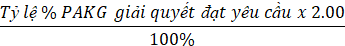 Tỷ lệ % PAKG giải quyết đạt yêu cầu x 2.00
100%